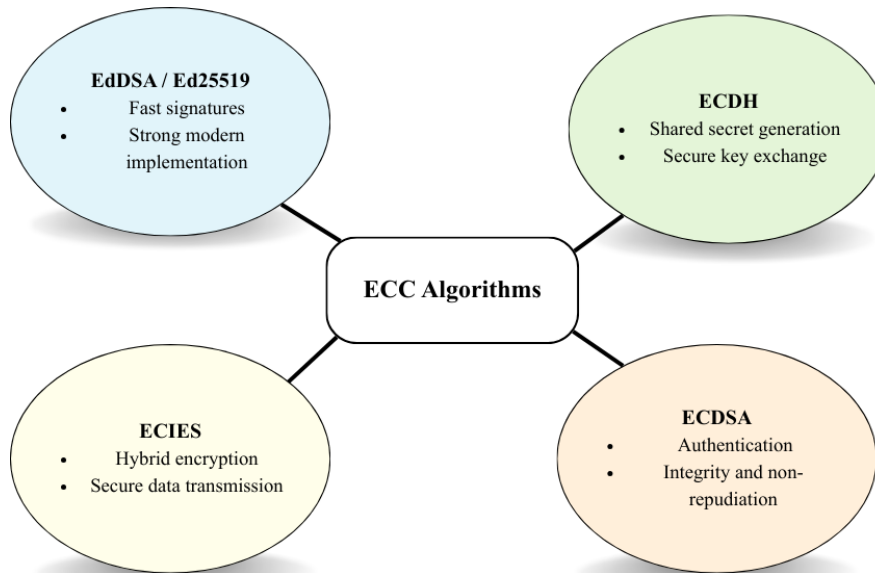 EdDSA / Ed25519
• Fast signatures
• Strong modern
implementation
ECDH
• Shared secret generation
• Secure key exchange
ECC Algorithms
ECIES
• Hybrid encryption
• Secure data transmission
ECDSA
• Authentication
• Integrity and non-
repudiation